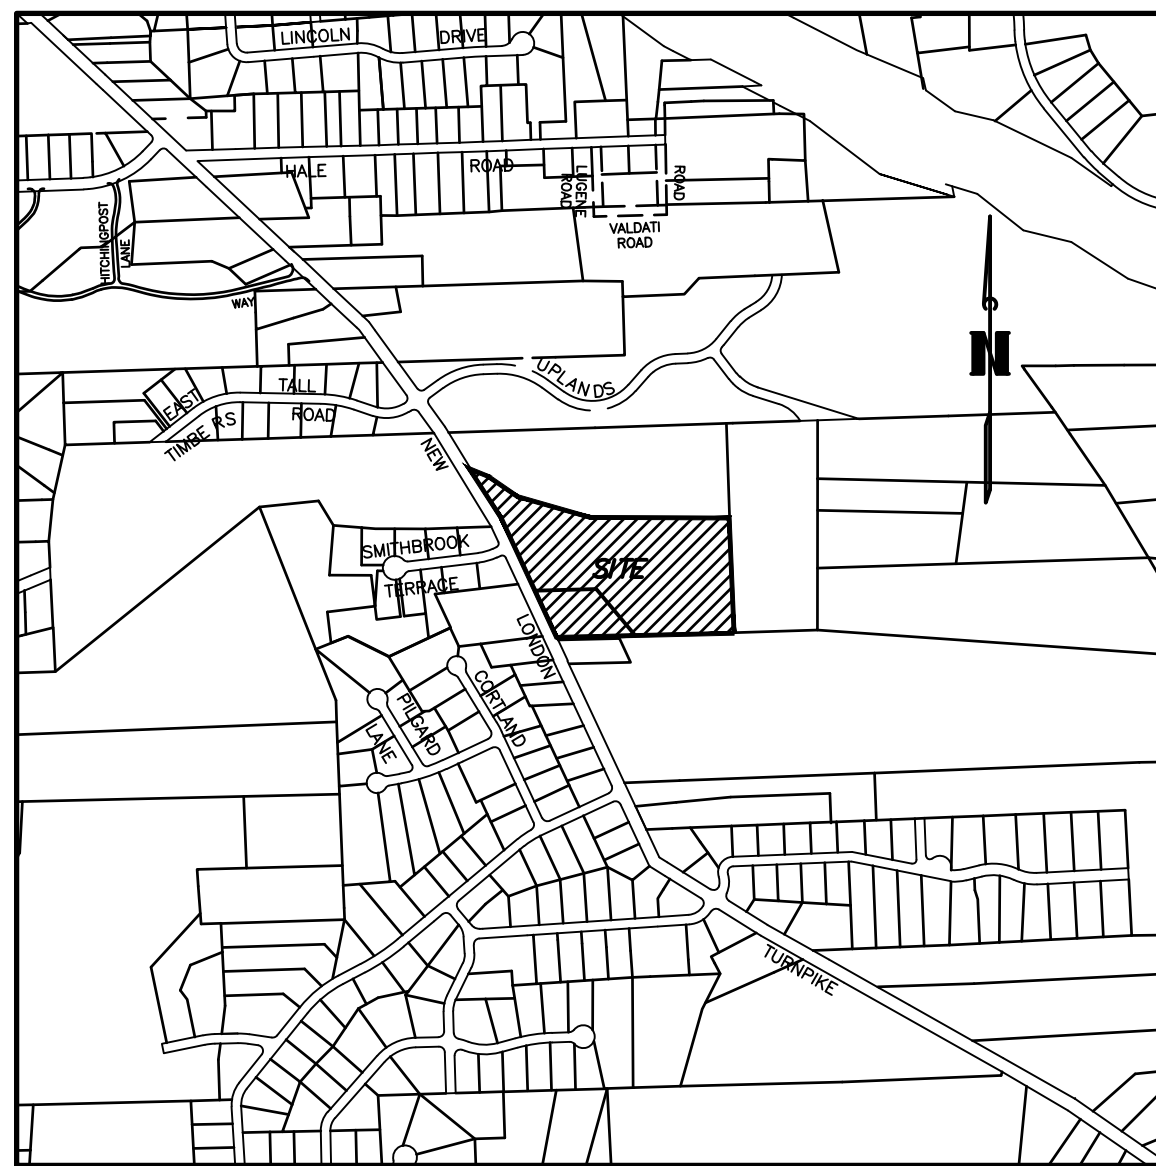 LINCOLN DRIVE
HALE ROAD
LUGENE
ROAD
ROAD
VALDATI
ROAD
HITCHINGPOST
LANE
WAY
N
UPLANDS
EAST
TALL
TIMBERS
ROAD
NEW
SMITHBROOK
TERRACE
SITE
LONDON
CORTLAND
PILGARD
LANE
TURNPIKE